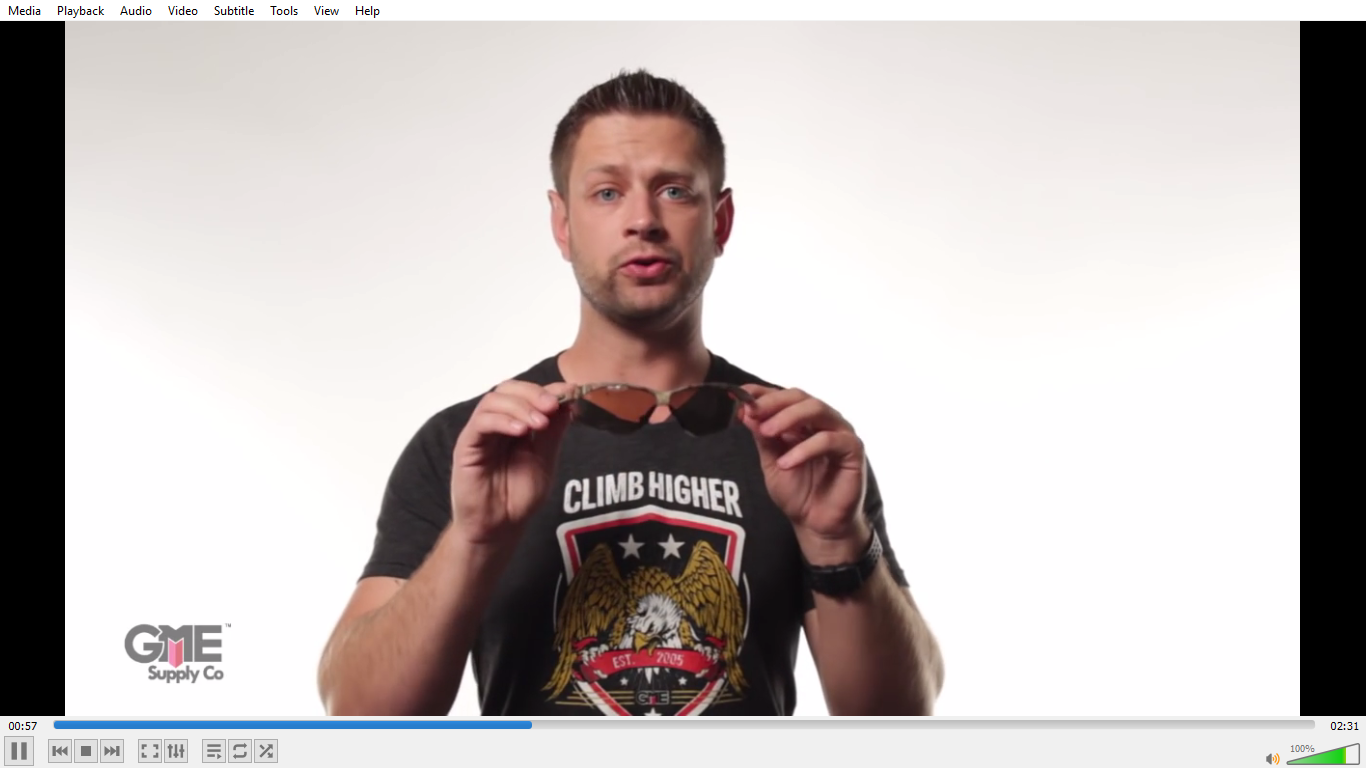 Media Playback Audio Video Subtitle Tools View Help
CLIMB HIGHER
EST. 2005
GME
GME™
Supply Co
00:57
02:31
100%